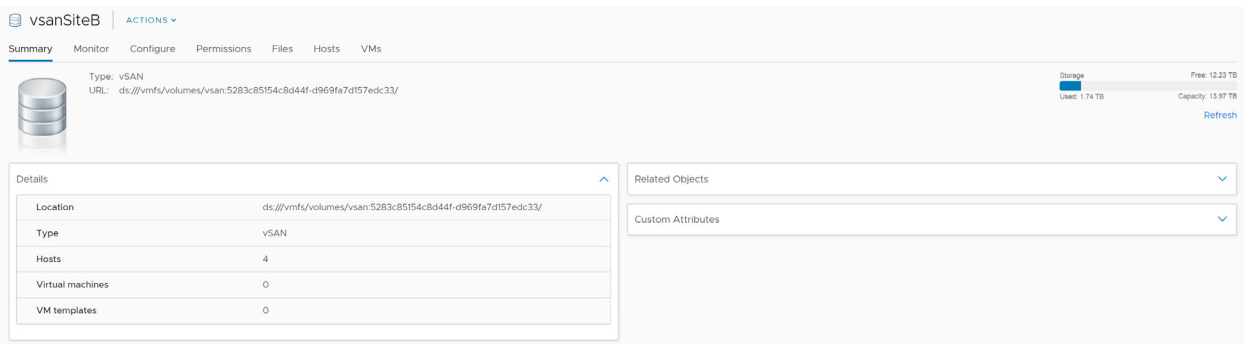 vsanSiteB ACTIONS
Summary Monitor Configure Permissions Files Hosts VMs
Type: vSAN
URL: ds:///vmfs/volumes/vsan:5283c85154c8d44f-d969fa7d157edc33/
Storage Free: 12.23 TB
Used: 1.74 TB Capacity: 13.97 TB
Refresh
Details
Location ds:///vmfs/volumes/vsan:5283c85154c8d44f-d969fa7d157edc33/
Type vSAN
Hosts 4
Virtual machines 0
VM templates 0
Related Objects
Custom Attributes